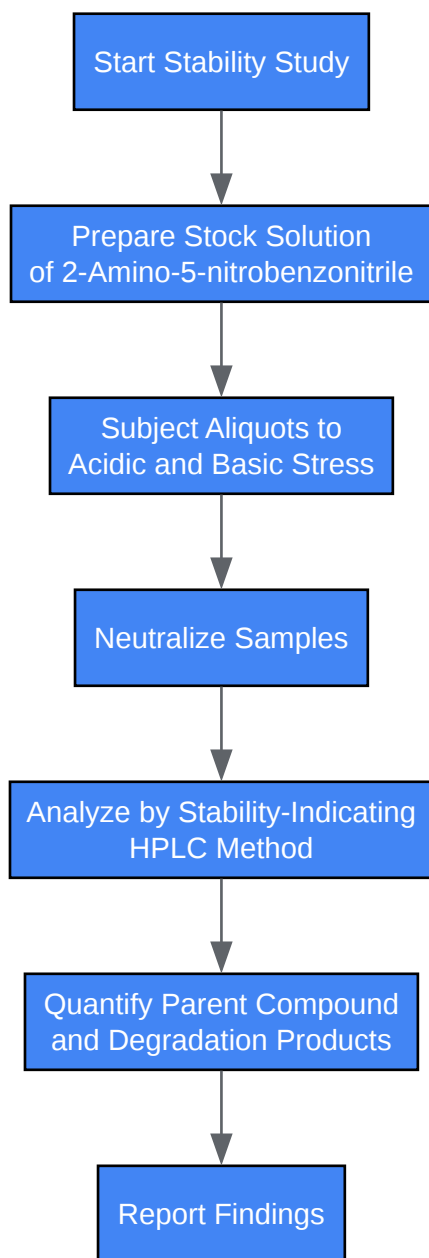 Start Stability Study
Prepare Stock Solution
of 2-Amino-5-nitrobenzonitrile
Subject Aliquots to
Acidic and Basic Stress
Neutralize Samples
Analyze by Stability-Indicating
HPLC Method
Quantify Parent Compound
and Degradation Products
Report Findings